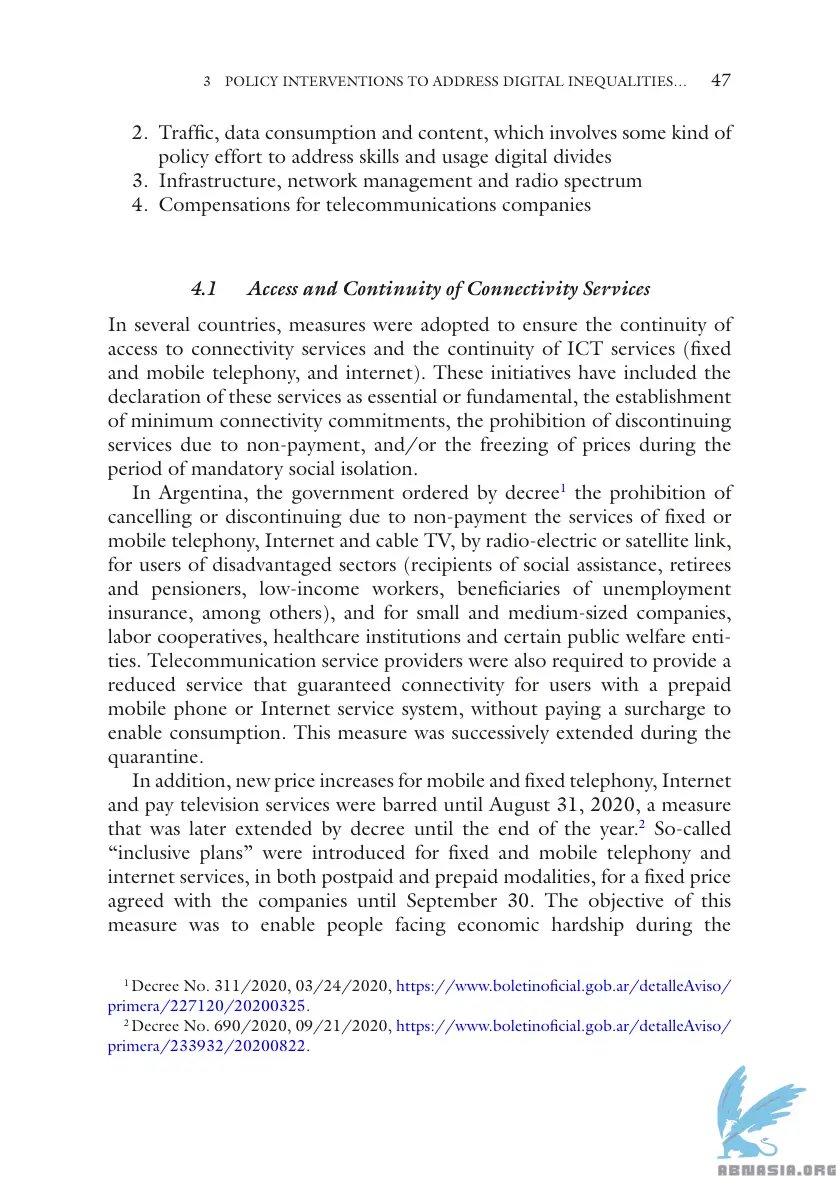 3 POLICY INTERVENTIONS TO ADDRESS DIGITAL INEQUALITIES… 47
2. Traffic, data consumption and content, which involves some kind of
policy effort to address skills and usage digital divides
3. Infrastructure, network management and radio spectrum
4. Compensations for telecommunications companies
4.1 Access and Continuity of Connectivity Services
In several countries, measures were adopted to ensure the continuity of
access to connectivity services and the continuity of ICT services (fixed
and mobile telephony, and internet). These initiatives have included the
declaration of these services as essential or fundamental, the establishment
of minimum connectivity commitments, the prohibition of discontinuing
services due to non-payment, and/or the freezing of prices during the
period of mandatory social isolation.
In Argentina, the government ordered by decree1 the prohibition of
cancelling or discontinuing due to non-payment the services of fixed or
mobile telephony, Internet and cable TV, by radio-electric or satellite link,
for users of disadvantaged sectors (recipients of social assistance, retirees
and pensioners, low-income workers, beneficiaries of unemployment
insurance, among others), and for small and medium-sized companies,
labor cooperatives, healthcare institutions and certain public welfare enti-
ties. Telecommunication service providers were also required to provide a
reduced service that guaranteed connectivity for users with a prepaid
mobile phone or Internet service system, without paying a surcharge to
enable consumption. This measure was successively extended during the
quarantine.
In addition, new price increases for mobile and fixed telephony, Internet
and pay television services were barred until August 31, 2020, a measure
that was later extended by decree until the end of the year.2 So-called
“inclusive plans” were introduced for fixed and mobile telephony and
internet services, in both postpaid and prepaid modalities, for a fixed price
agreed with the companies until September 30. The objective of this
measure was to enable people facing economic hardship during the
1 Decree No. 311/2020, 03/24/2020, https://www.boletinoficial.gob.ar/detalleAviso/
primera/227120/20200325.
2 Decree No. 690/2020, 09/21/2020, https://www.boletinoficial.gob.ar/detalleAviso/
primera/233932/20200822.
ABNASIA.ORG